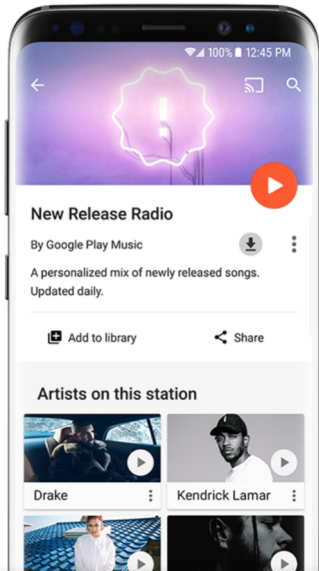 100% 12:45 PM
New Release Radio
By Google Play Music
A personalized mix of newly released songs.
Updated daily.
Add to library
Share
Artists on this station
Drake
Kendrick Lamar